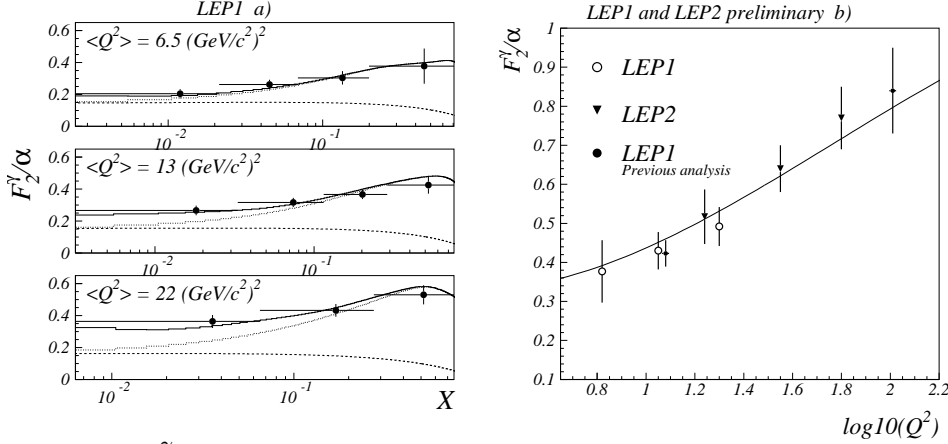 LEP1 a)
<Q²> = 6.5 (GeV/c²)²
0.6
0.4
0.2
0
10⁻²
10⁻¹
<Q²> = 13 (GeV/c²)²
0.6
0.4
0.2
0
10⁻²
10⁻¹
<Q²> = 22 (GeV/c²)²
0.6
0.4
0.2
0
10⁻²
10⁻¹
F₂^γ/α
X
LEP1 and LEP2 preliminary b)
F₂^γ/α
1
0.9
0.8
0.7
0.6
0.5
0.4
0.3
0.2
0.1
LEP1
LEP2
LEP1
Previous analysis
0.8 1 1.2 1.4 1.6 1.8 2 2.2
log10(Q²)